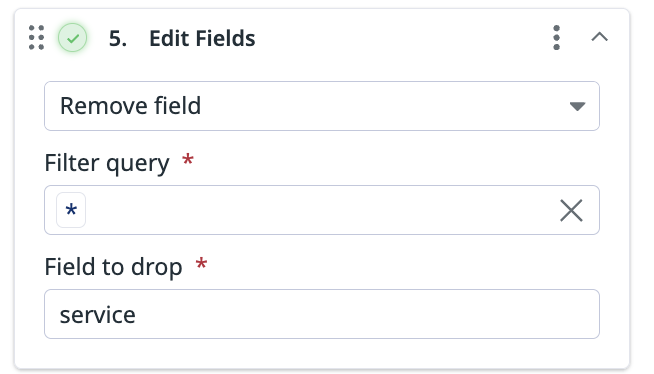 5. Edit Fields
Remove field
Filter query *
*
Field to drop *
service